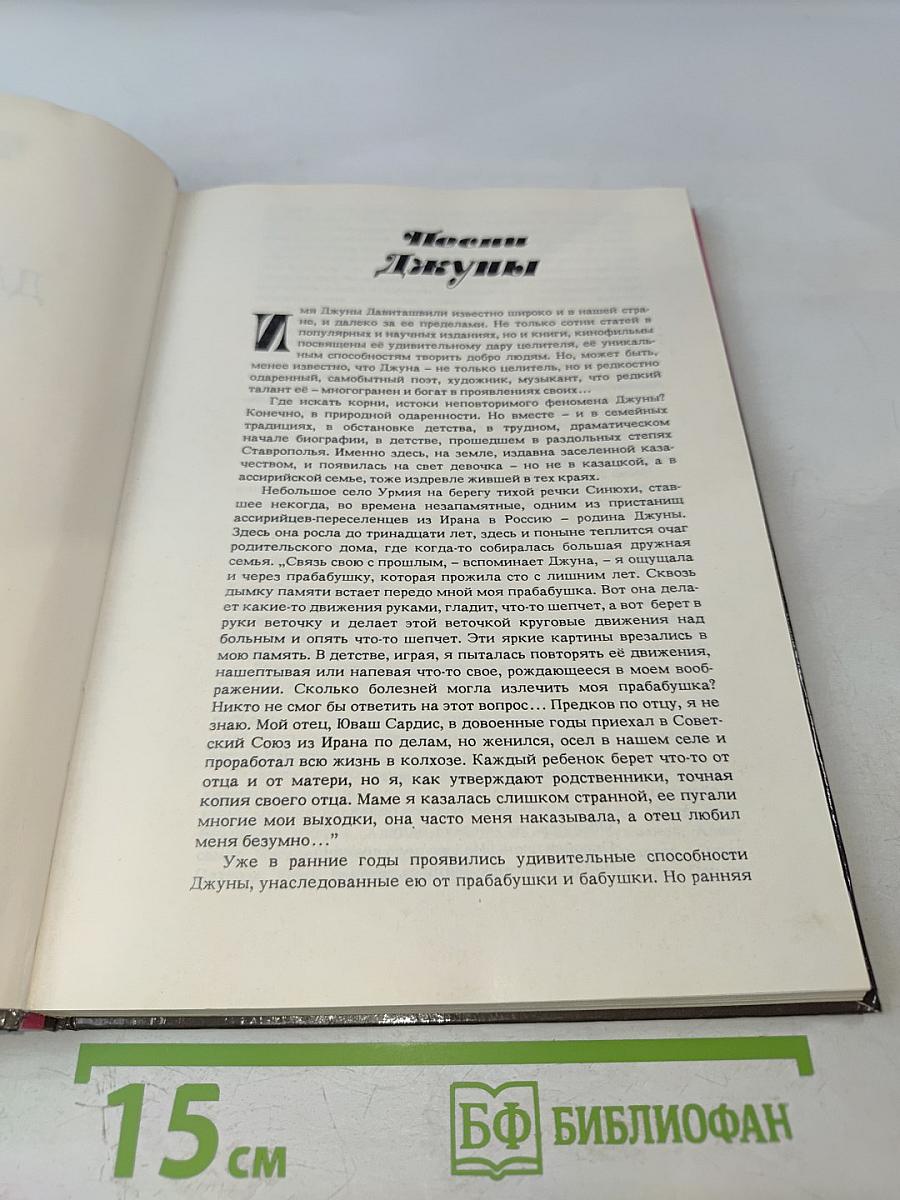 Песни
Джуны
Имя Джуны Давиташвили известно широко и в нашей стра-
не, и далеко за ее пределами. Не только сотни статей в
популярных и научных изданиях, но и книги, кинофильмы
посвящены её удивительному дару целителя, её уникаль-
ным способностям творить добро людям. Но, может быть,
менее известно, что Джуна – не только целитель, но и редкостно
одаренный, самобытный поэт, художник, музыкант, что редкий
талант её – многогранен и богат в проявлениях своих...
Где искать корни, истоки неповторимого феномена Джуны?
Конечно, в природной одаренности. Но вместе – и в семейных
традициях, в обстановке детства, в трудном, драматическом
начале биографии, в детстве, прошедшем в раздольных степях
Ставрополья. Именно здесь, на земле, издавна заселенной каза-
чеством, и появилась на свет девочка – но не в казацкой, а в
ассирийской семье, тоже издревле жившей в тех краях.
Небольшое село Урмия на берегу тихой речки Синюхи, став-
шее некогда, во времена незапамятные, одним из пристанищ
ассирийцев-переселенцев из Ирана в Россию – родина Джуны.
Здесь она росла до тринадцати лет, здесь и поныне теплится очаг
родительского дома, где когда-то собиралась большая дружная
семья. „Связь свою с прошлым, – вспоминает Джуна, – я ощущала
и через прабабушку, которая прожила сто с лишним лет. Сквозь
дымку памяти встает передо мной моя прабабушка. Вот она дела-
ет какие-то движения руками, гладит, что-то шепчет, а вот берет в
руки веточку и делает этой веточкой круговые движения над
больным и опять что-то шепчет. Эти яркие картины врезались в
мою память. В детстве, играя, я пыталась повторять её движения,
нашептывая или напевая что-то свое, рождающееся в моем вооб-
ражении. Сколько болезней могла излечить моя прабабушка?
Никто не смог бы ответить на этот вопрос... Предков по отцу, я не
знаю. Мой отец, Юваш Сардис, в довоенные годы приехал в Совет-
ский Союз из Ирана по делам, но женился, осел в нашем селе и
проработал всю жизнь в колхозе. Каждый ребенок берет что-то от
отца и от матери, но я, как утверждают родственники, точная
копия своего отца. Маме я казалась слишком странной, ее пугали
многие мои выходки, она часто меня наказывала, а отец любил
меня безумно...”
Уже в ранние годы проявились удивительные способности
Джуны, унаследованные ею от прабабушки и бабушки. Но ранняя
15 см
БФ БИБЛИОФАН